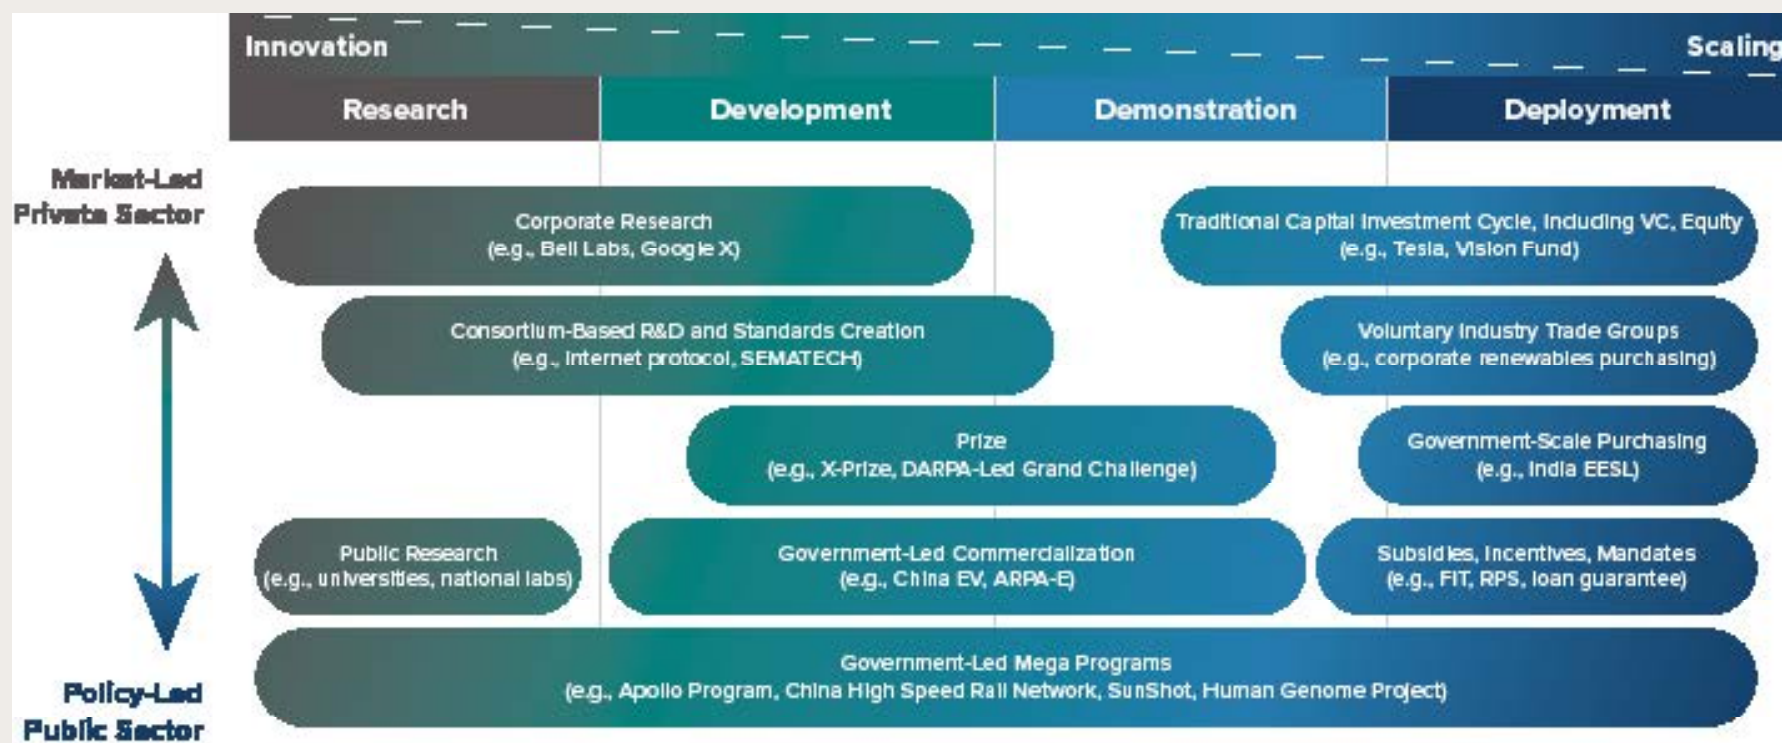 Innovation
Scaling
Research
Development
Demonstration
Deployment
Market-Led
Private Sector
Corporate Research
(e.g., Bell Labs, Google X)
Traditional Capital Investment Cycle, Including VC, Equity
(e.g., Tesla, Vision Fund)
Consortium-Based R&D and Standards Creation
(e.g., Internet protocol, SEMATECH)
Voluntary Industry Trade Groups
(e.g., corporate renewables purchasing)
Prize
(e.g., X-Prize, DARPA-Led Grand Challenge)
Government-Scale Purchasing
(e.g., India EESL)
Public Research
(e.g., universities, national labs)
Government-Led Commercialization
(e.g., China EV, ARPA-E)
Subsidies, Incentives, Mandates
(e.g., FIT, RPS, loan guarantee)
Government-Led Mega Programs
(e.g., Apollo Program, China High Speed Rail Network, SunShot, Human Genome Project)
Policy-Led
Public Sector